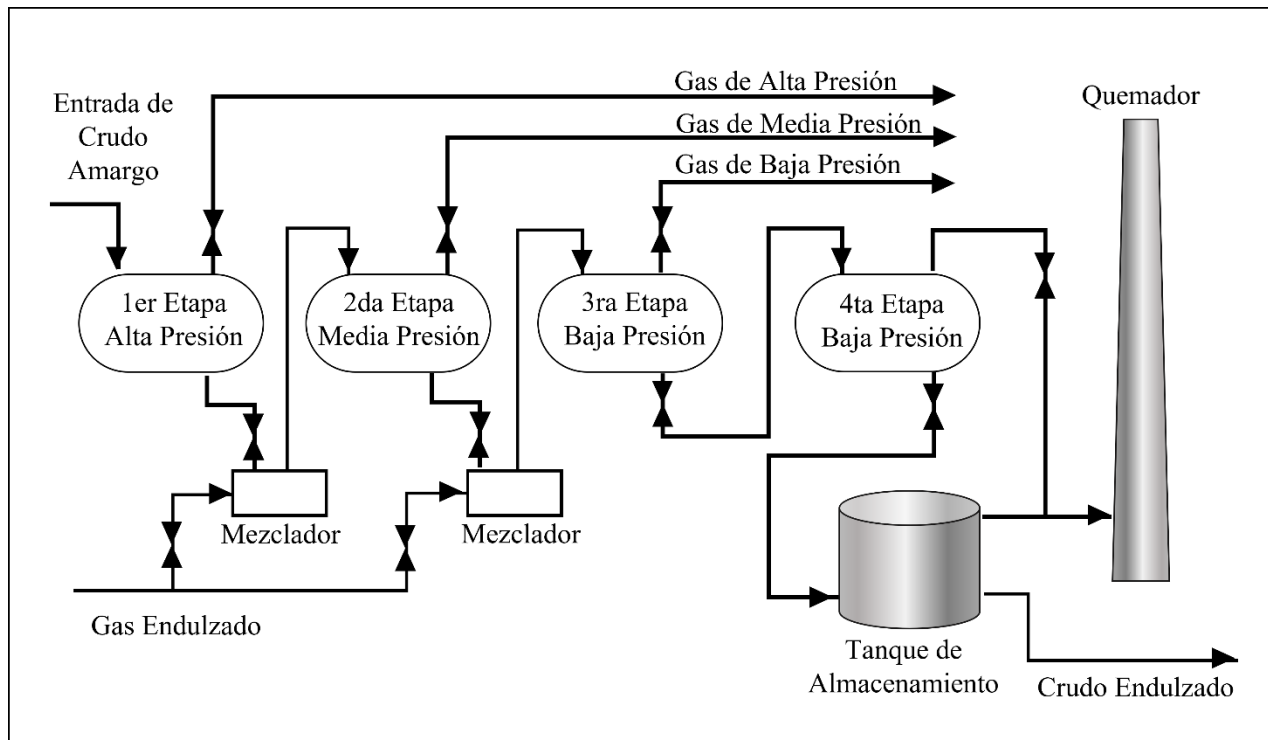 Entrada de
Crudo
Amargo
Gas de Alta Presión
Gas de Media Presión
Gas de Baja Presión
Quemador
1er Etapa
Alta Presión
2da Etapa
Media Presión
3ra Etapa
Baja Presión
4ta Etapa
Baja Presión
Mezclador
Mezclador
Gas Endulzado
Tanque de
Almacenamiento
Crudo Endulzado